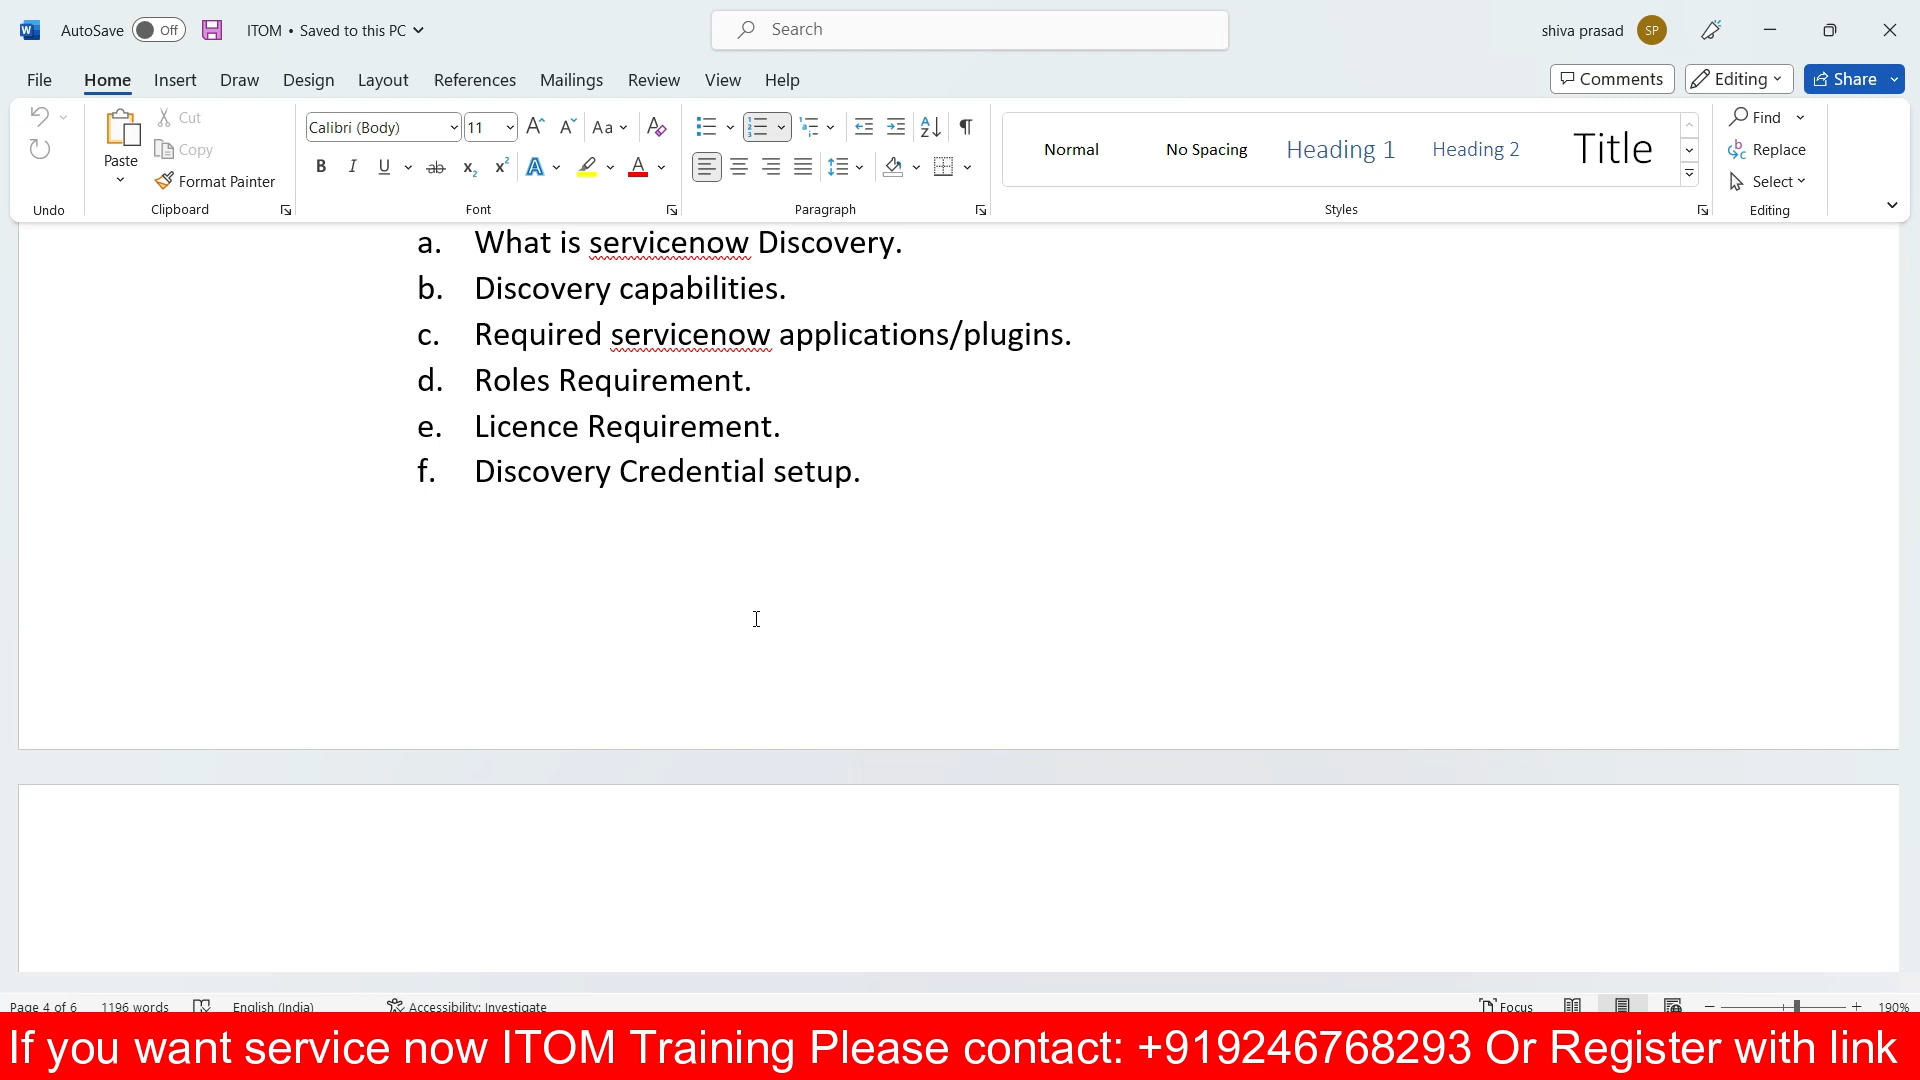 AutoSave Off ITOM • Saved to this PC Search shiva prasad SP
File Home Insert Draw Design Layout References Mailings Review View Help Comments Editing Share
Paste Cut Copy Format Painter
Calibri (Body) 11
Normal No Spacing Heading 1 Heading 2 Title
Find Replace Select
Undo Clipboard Font Paragraph Styles Editing
a. What is servicenow Discovery.
b. Discovery capabilities.
c. Required servicenow applications/plugins.
d. Roles Requirement.
e. Licence Requirement.
f. Discovery Credential setup.
Page 4 of 6 1196 words English (India) Accessibility: Investigate Focus 190%
If you want service now ITOM Training Please contact: +919246768293 Or Register with link